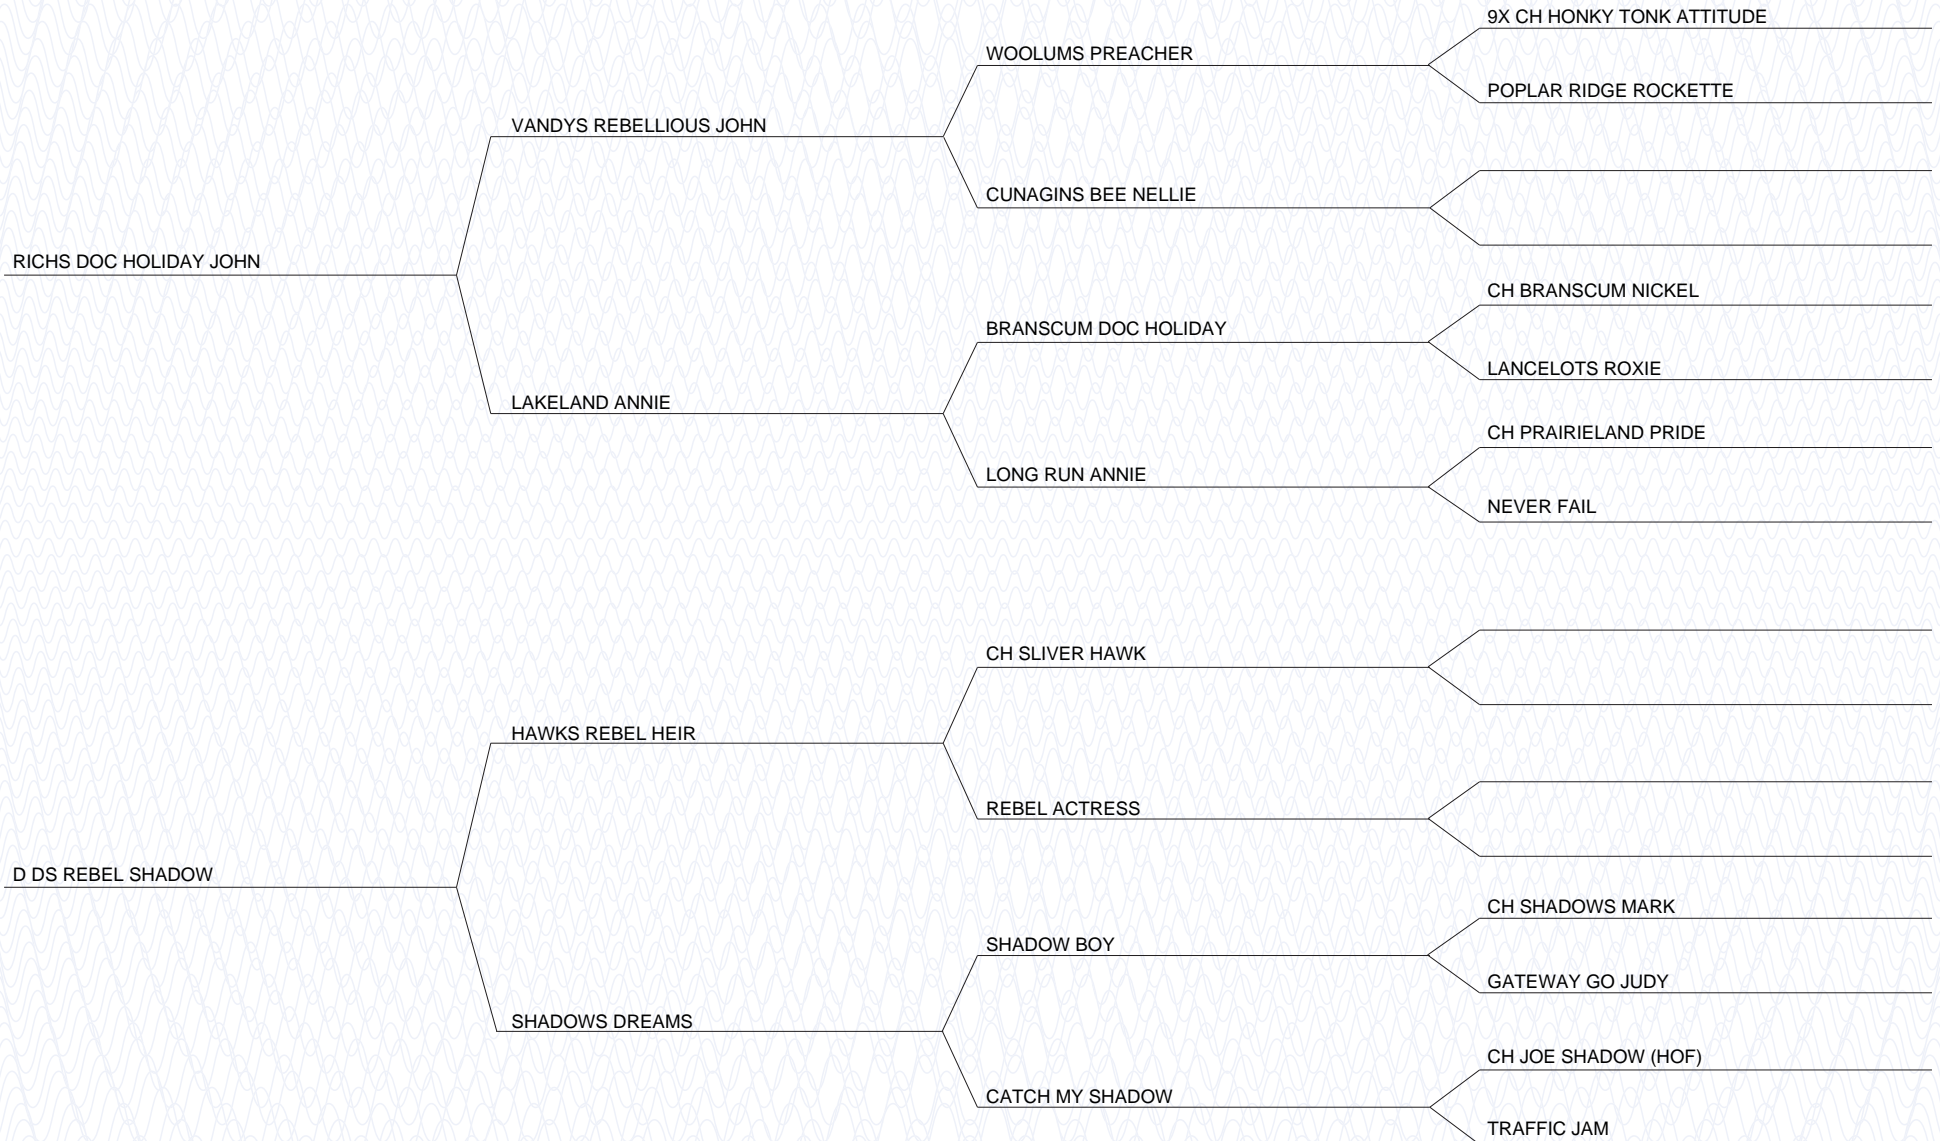 9X CH HONKY TONK ATTITUDE
WOOLUMS PREACHER
POPLAR RIDGE ROCKETTE
VANDYS REBELLIOUS JOHN
CUNAGINS BEE NELLIE
RICHS DOC HOLIDAY JOHN
CH BRANSCUM NICKEL
BRANSCUM DOC HOLIDAY
LANCELOTS ROXIE
LAKELAND ANNIE
CH PRAIRIELAND PRIDE
LONG RUN ANNIE
NEVER FAIL
CH SLIVER HAWK
HAWKS REBEL HEIR
REBEL ACTRESS
D DS REBEL SHADOW
CH SHADOWS MARK
SHADOW BOY
GATEWAY GO JUDY
SHADOWS DREAMS
CH JOE SHADOW (HOF)
CATCH MY SHADOW
TRAFFIC JAM